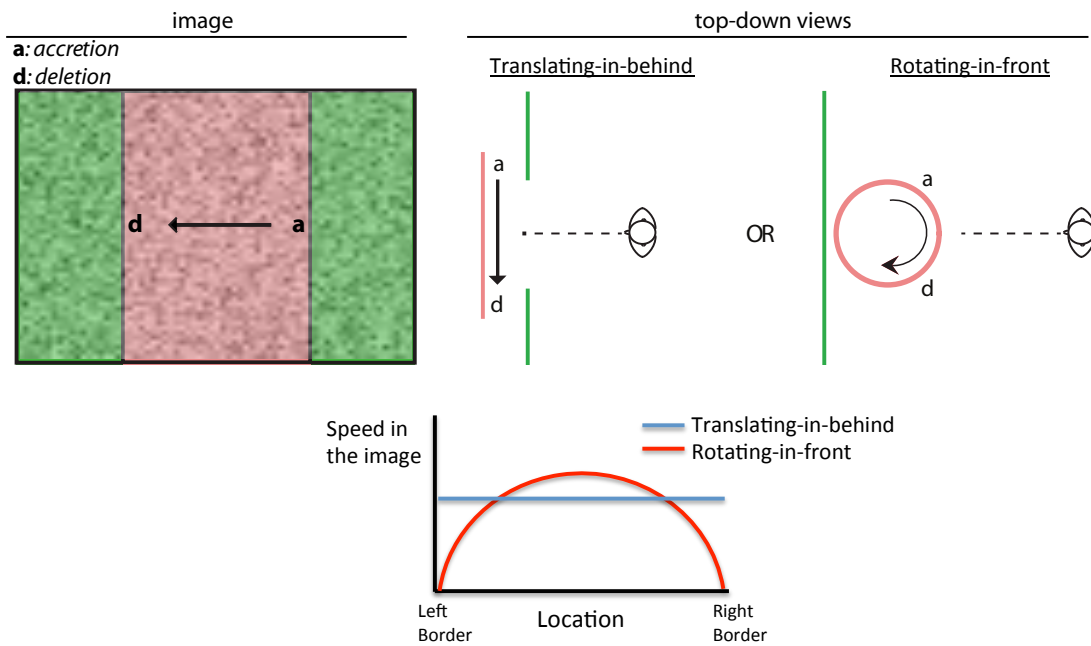 image
top-down views
a: accretion
d: deletion
Translating-in-behind
Rotating-in-front
d
a
a
d
OR
a
d
Speed in
the image
Translating-in-behind
Rotating-in-front
Left
Border
Location
Right
Border